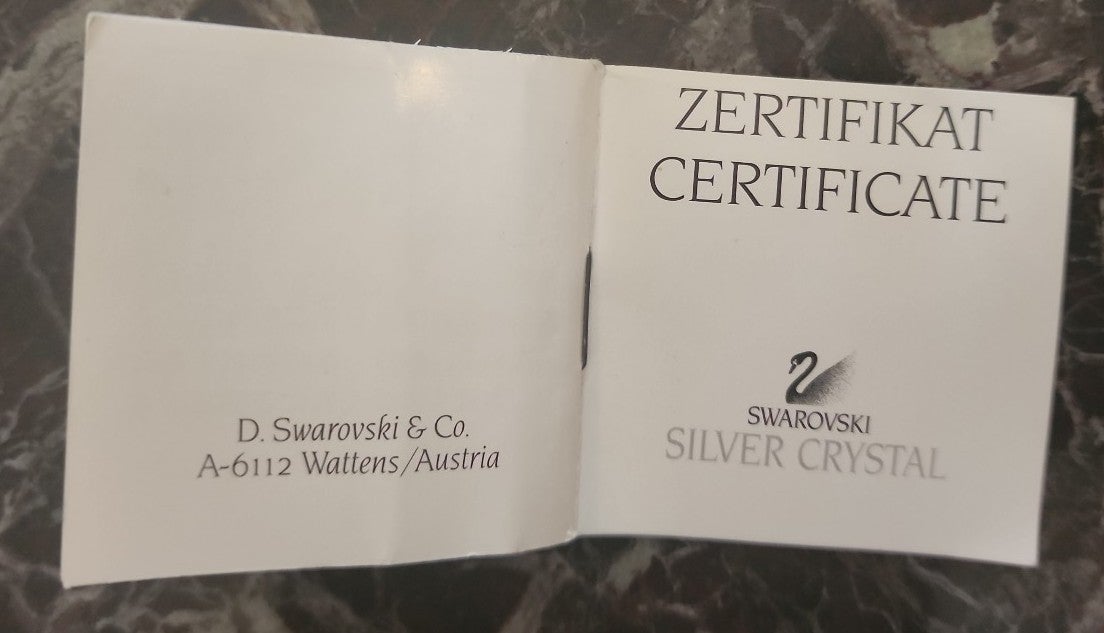 D. Swarovski & Co.
A-6112 Wattens/Austria
ZERTIFIKAT
CERTIFICATE
SWAROVSKI
SILVER CRYSTAL